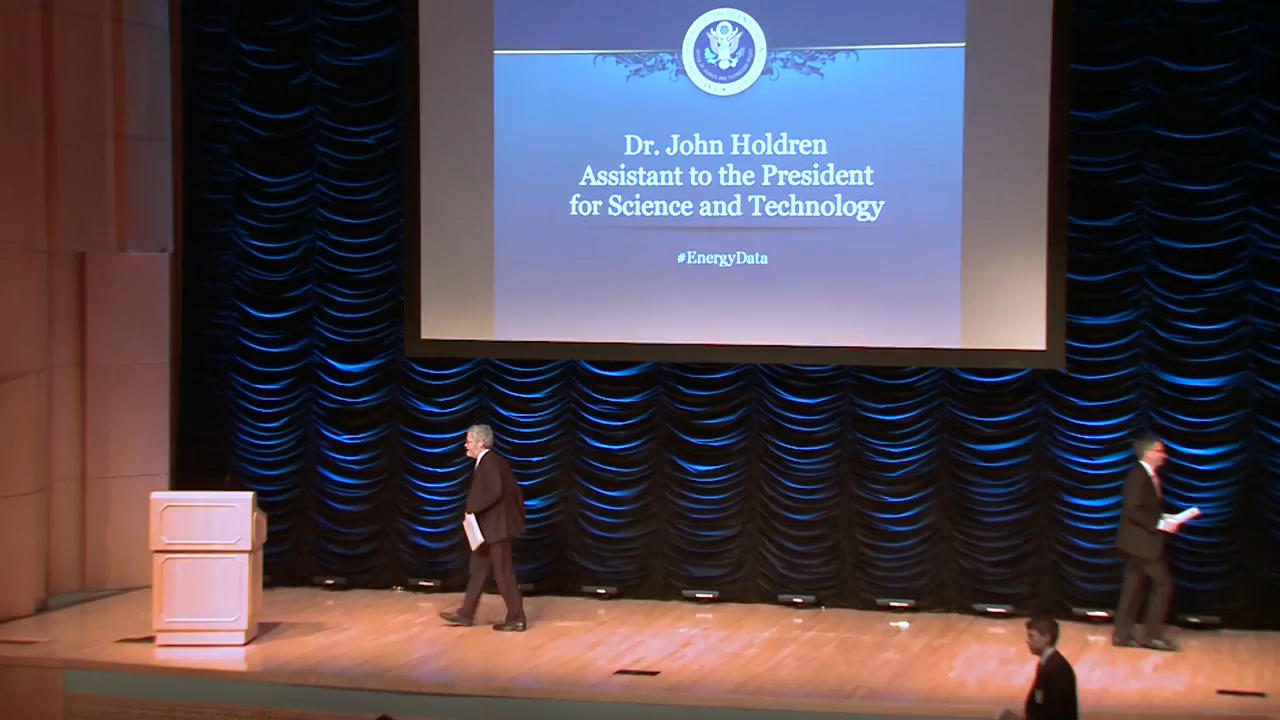 Dr. John Holdren
Assistant to the President
for Science and Technology
#EnergyData